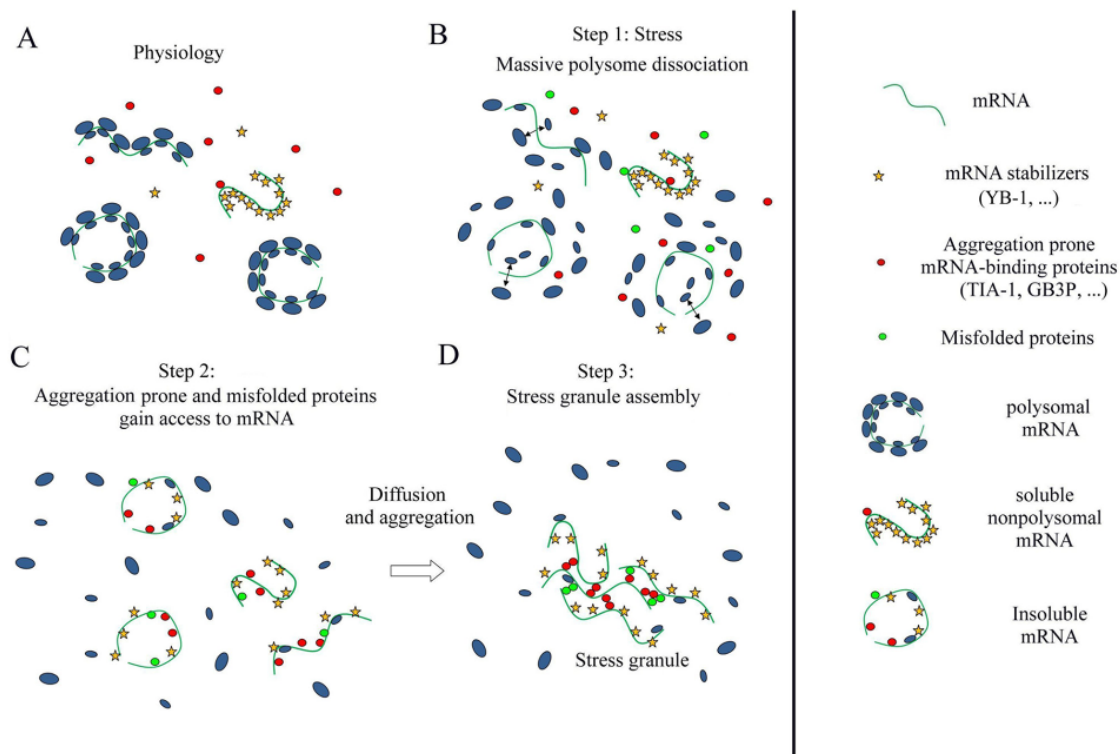 A
Physiology
B
Step 1: Stress
Massive polysome dissociation
C
Step 2:
Aggregation prone and misfolded proteins
gain access to mRNA
Diffusion
and aggregation
D
Step 3:
Stress granule assembly
Stress granule
mRNA
mRNA stabilizers
(YB-1, ...)
Aggregation prone
mRNA-binding proteins
(TIA-1, GB3P, ...)
Misfolded proteins
polysomal
mRNA
soluble
nonpolysomal
mRNA
Insoluble
mRNA